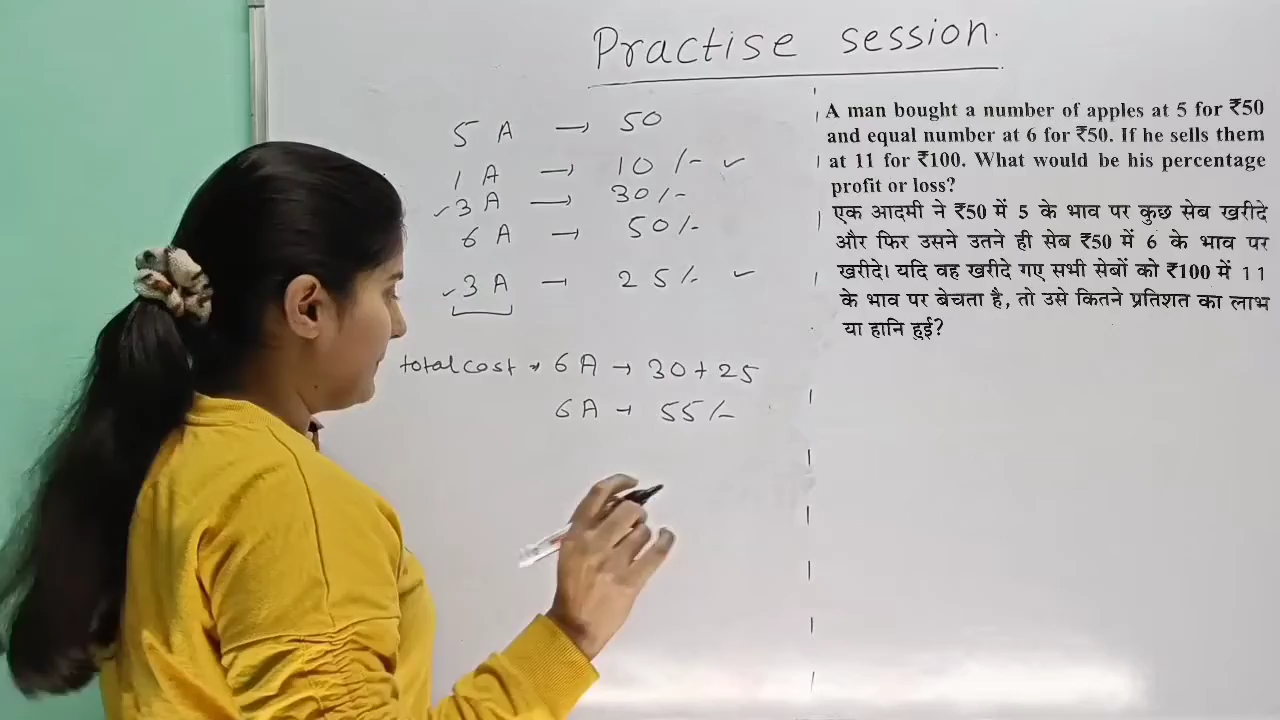 Practise session.
5 A → 50
1 A → 10/- ✓
✓3 A → 30/-
6 A → 50/-
✓3 A → 25/- ✓
total cost → 6 A → 30 + 25
6 A → 55/-
A man bought a number of apples at 5 for ₹50
and equal number at 6 for ₹50. If he sells them
at 11 for ₹100. What would be his percentage
profit or loss?
एक आदमी ने ₹50 में 5 के भाव पर कुछ सेब खरीदे
और फिर उसने उतने ही सेब ₹50 में 6 के भाव पर
खरीदे। यदि वह खरीदे गए सभी सेबों को ₹100 में 11
के भाव पर बेचता है, तो उसे कितने प्रतिशत का लाभ
या हानि हुई?